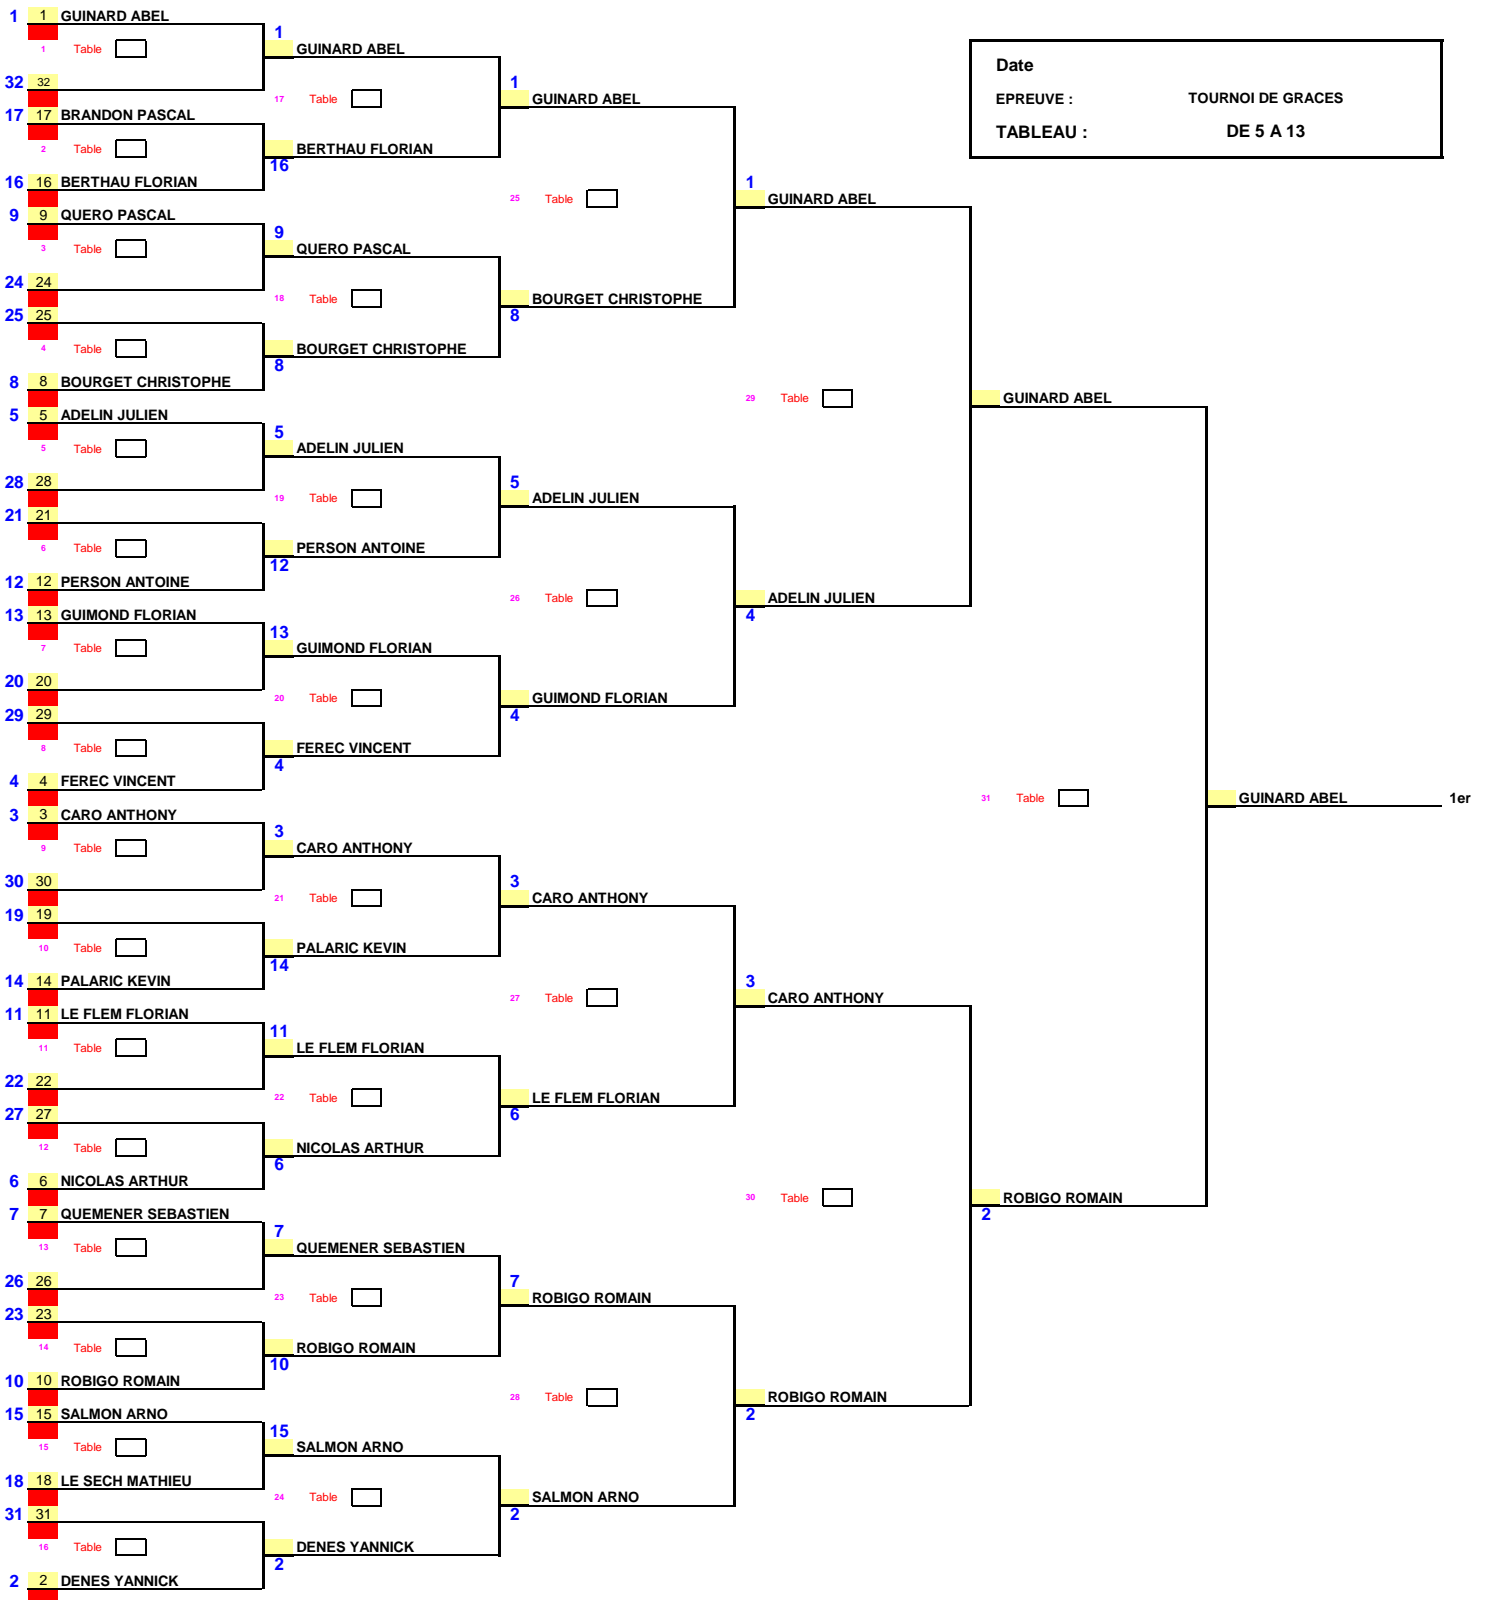 1 1 GUINARD ABEL
1
1 Table
GUINARD ABEL
Date
32 32
1
17 Table
GUINARD ABEL
EPREUVE : TOURNOI DE GRACES
17 17 BRANDON PASCAL
TABLEAU : DE 5 A 13
2 Table
BERTHAU FLORIAN
16
16 16 BERTHAU FLORIAN
1
25 Table
GUINARD ABEL
9 9 QUERO PASCAL
9
3 Table
QUERO PASCAL
24 24
18 Table
BOURGET CHRISTOPHE
25 25
8
4 Table
BOURGET CHRISTOPHE
8
8 8 BOURGET CHRISTOPHE
29 Table
GUINARD ABEL
5 5 ADELIN JULIEN
5
5 Table
ADELIN JULIEN
28 28
5
19 Table
ADELIN JULIEN
21 21
6 Table
PERSON ANTOINE
12
12 12 PERSON ANTOINE
26 Table
ADELIN JULIEN
13 13 GUIMOND FLORIAN
4
13
7 Table
GUIMOND FLORIAN
20 20
20 Table
GUIMOND FLORIAN
29 29
4
8 Table
FEREC VINCENT
4
4 4 FEREC VINCENT
31 Table
GUINARD ABEL 1er
3 3 CARO ANTHONY
3
9 Table
CARO ANTHONY
30 30
3
21 Table
CARO ANTHONY
19 19
10 Table
PALARIC KEVIN
14
14 14 PALARIC KEVIN
3
27 Table
CARO ANTHONY
11 11 LE FLEM FLORIAN
11
11 Table
LE FLEM FLORIAN
22 22
22 Table
LE FLEM FLORIAN
27 27
6
12 Table
NICOLAS ARTHUR
6
6 6 NICOLAS ARTHUR
30 Table
ROBIGO ROMAIN
7 7 QUEMENER SEBASTIEN
2
7
13 Table
QUEMENER SEBASTIEN
26 26
7
23 Table
ROBIGO ROMAIN
23 23
14 Table
ROBIGO ROMAIN
10
10 10 ROBIGO ROMAIN
28 Table
ROBIGO ROMAIN
15 15 SALMON ARNO
2
15
15 Table
SALMON ARNO
18 18 LE SECH MATHIEU
24 Table
SALMON ARNO
31 31
2
16 Table
DENES YANNICK
2
2 2 DENES YANNICK